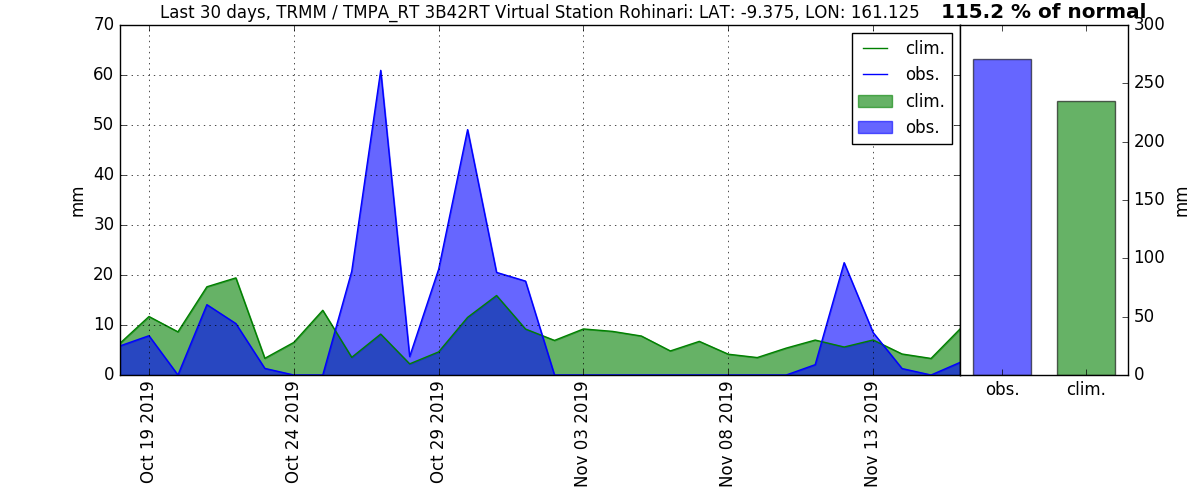 Last 30 days, TRMM / TMPA_RT 3B42RT Virtual Station Rohinari: LAT: -9.375, LON: 161.125
115.2 % of normal
70
60
50
40
30
20
10
0
mm
clim.
obs.
clim.
obs.
Oct 19 2019
Oct 24 2019
Oct 29 2019
Nov 03 2019
Nov 08 2019
Nov 13 2019
300
250
200
150
100
50
0
mm
obs.
clim.